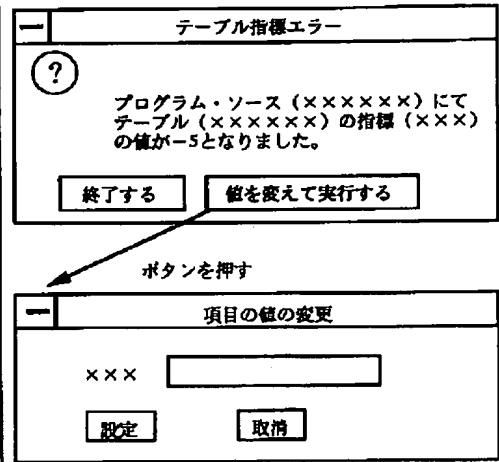 テーブル指標エラー
?
プログラム・ソース（××××××）にて
テーブル（××××××）の指標（×××）
の値が−5となりました。
終了する
値を変えて実行する
ボタンを押す
項目の値の変更
×××
設定
取消